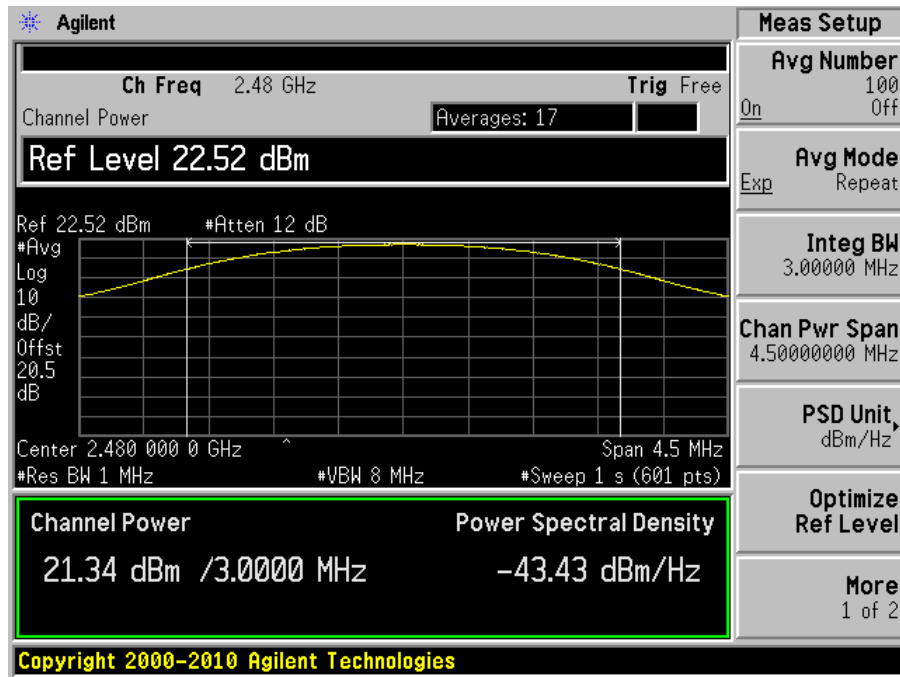 Agilent
Ch Freq 2.48 GHz Trig Free
Channel Power Averages: 17
Ref Level 22.52 dBm
Ref 22.52 dBm #Atten 12 dB
#Avg
Log
10
dB/
Offst
20.5
dB
Center 2.480 000 0 GHz ^ Span 4.5 MHz
#Res BW 1 MHz #VBW 8 MHz #Sweep 1 s (601 pts)
Channel Power Power Spectral Density
21.34 dBm /3.0000 MHz -43.43 dBm/Hz
Copyright 2000-2010 Agilent Technologies
Meas Setup
Avg Number
100
On Off
Avg Mode
Exp Repeat
Integ BW
3.00000 MHz
Chan Pwr Span
4.50000000 MHz
PSD Unit
dBm/Hz
Optimize
Ref Level
More
1 of 2